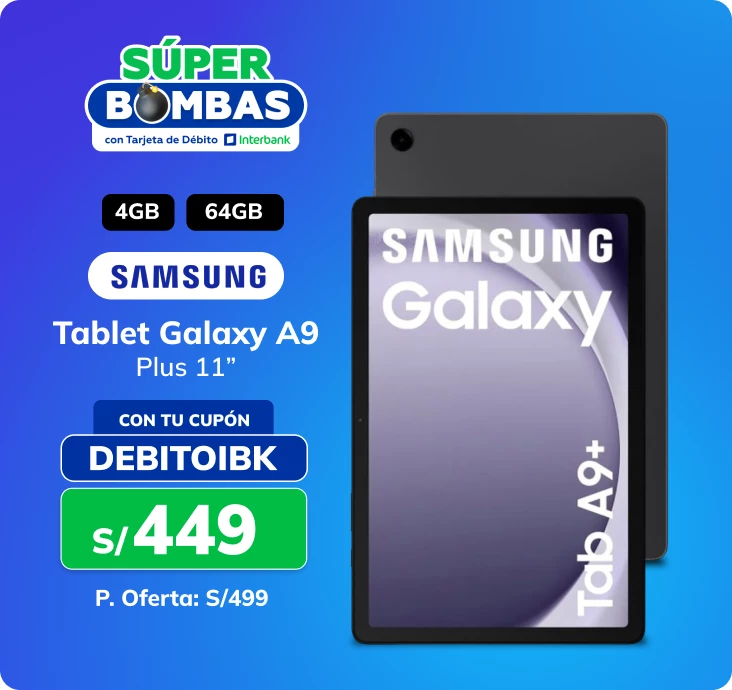 SÚPER
BOMBAS
con Tarjeta de Débito Interbank
4GB 64GB
SAMSUNG
Tablet Galaxy A9
Plus 11”
CON TU CUPÓN
DEBITOIBK
S/449
P. Oferta: S/499
SAMSUNG
Galaxy
Tab A9+